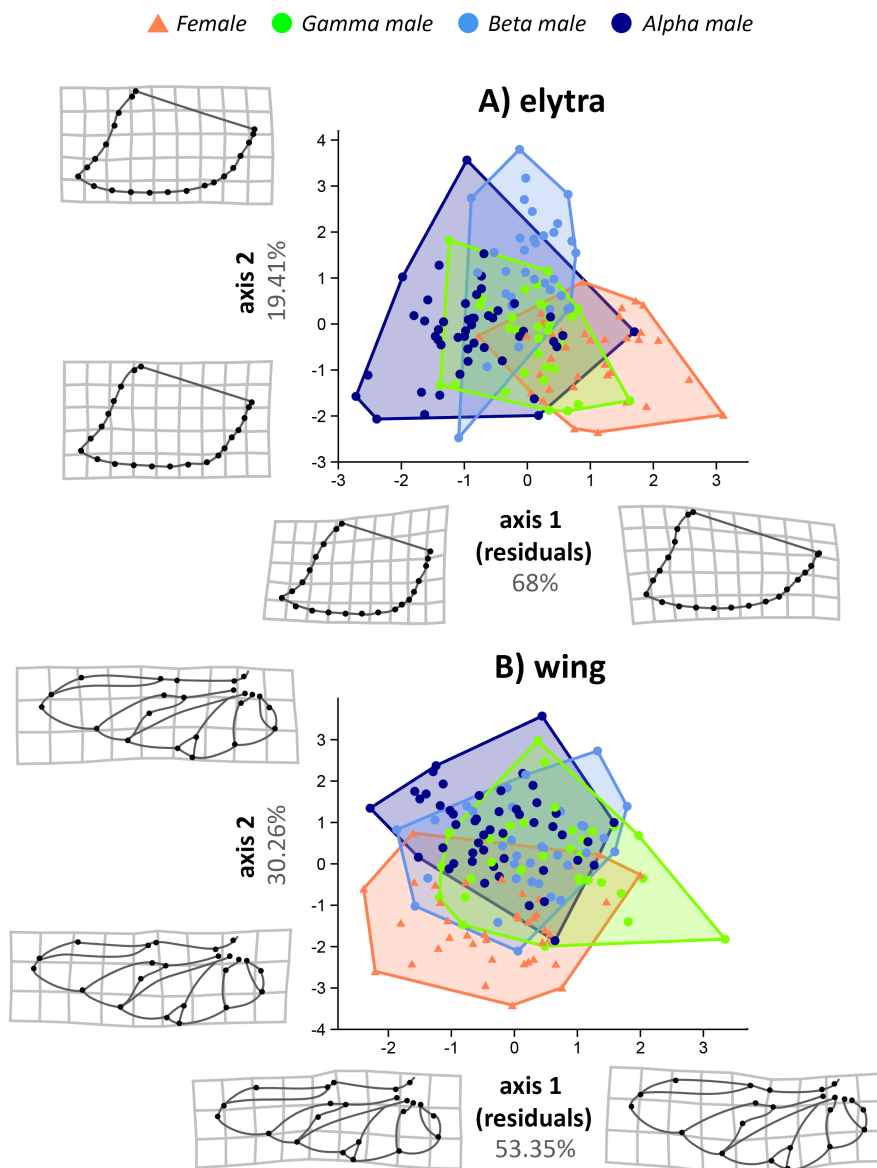 Female Gamma male Beta male Alpha male
A) elytra
4
3
2
1
0
-1
-2
-3
axis 2
19.41%
-3 -2 -1 0 1 2 3
axis 1
(residuals)
68%
B) wing
3
2
1
0
-1
-2
-3
-4
axis 2
30.26%
-2 -1 0 1 2 3
axis 1
(residuals)
53.35%